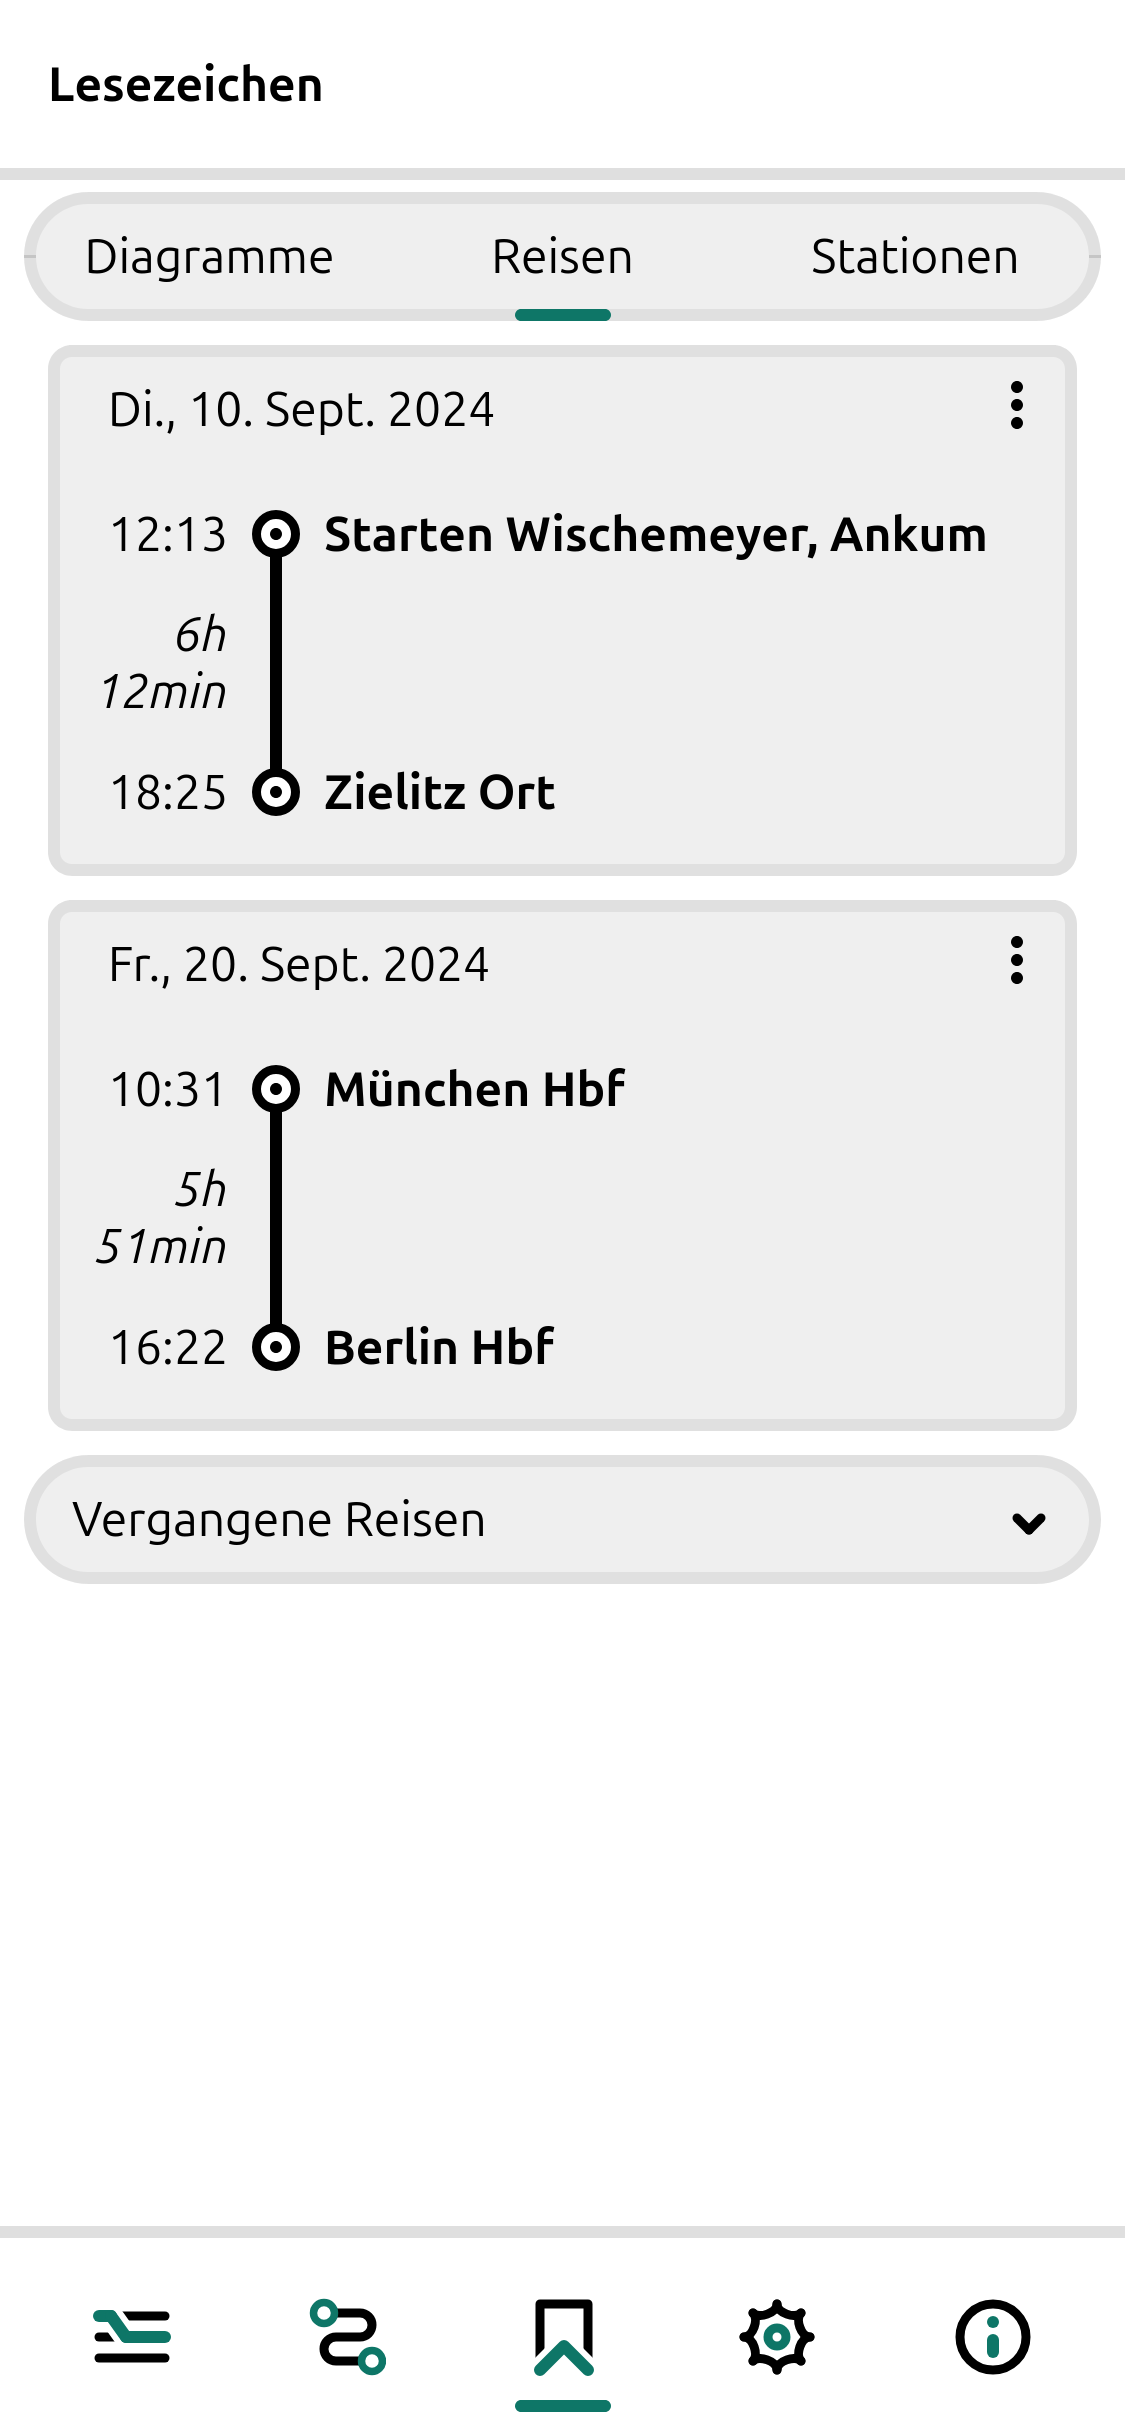 Lesezeichen
Diagramme Reisen Stationen
Di., 10. Sept. 2024
12:13 Starten Wischemeyer, Ankum
6h
12min
18:25 Zielitz Ort
Fr., 20. Sept. 2024
10:31 München Hbf
5h
51min
16:22 Berlin Hbf
Vergangene Reisen